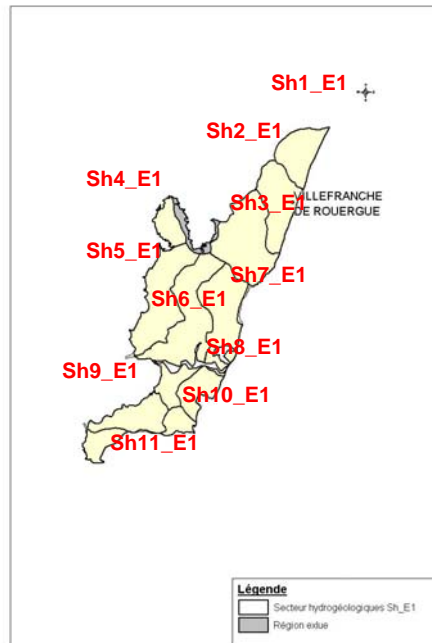 Sh1_E1
Sh2_E1
Sh4_E1
Sh3_E1
VILLEFRANCHE
DE ROUERGUE
Sh5_E1
Sh7_E1
Sh6_E1
Sh8_E1
Sh9_E1
Sh10_E1
Sh11_E1
Légende
Secteur hydrogéologiques Sh_E1
Région exlue